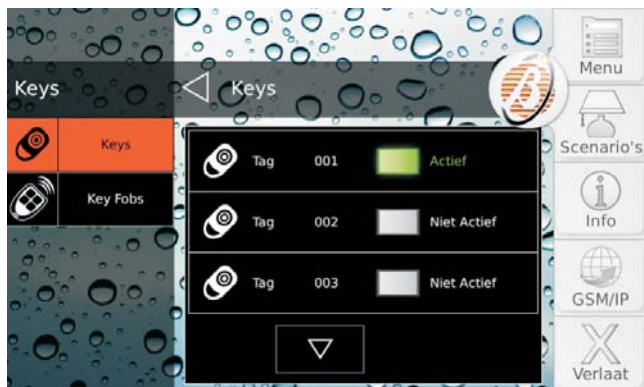 Keys
Keys
Keys
Key Fobs
Tag 001 Actief
Tag 002 Niet Actief
Tag 003 Niet Actief
Menu
Scenario's
Info
GSM/IP
Verlaat